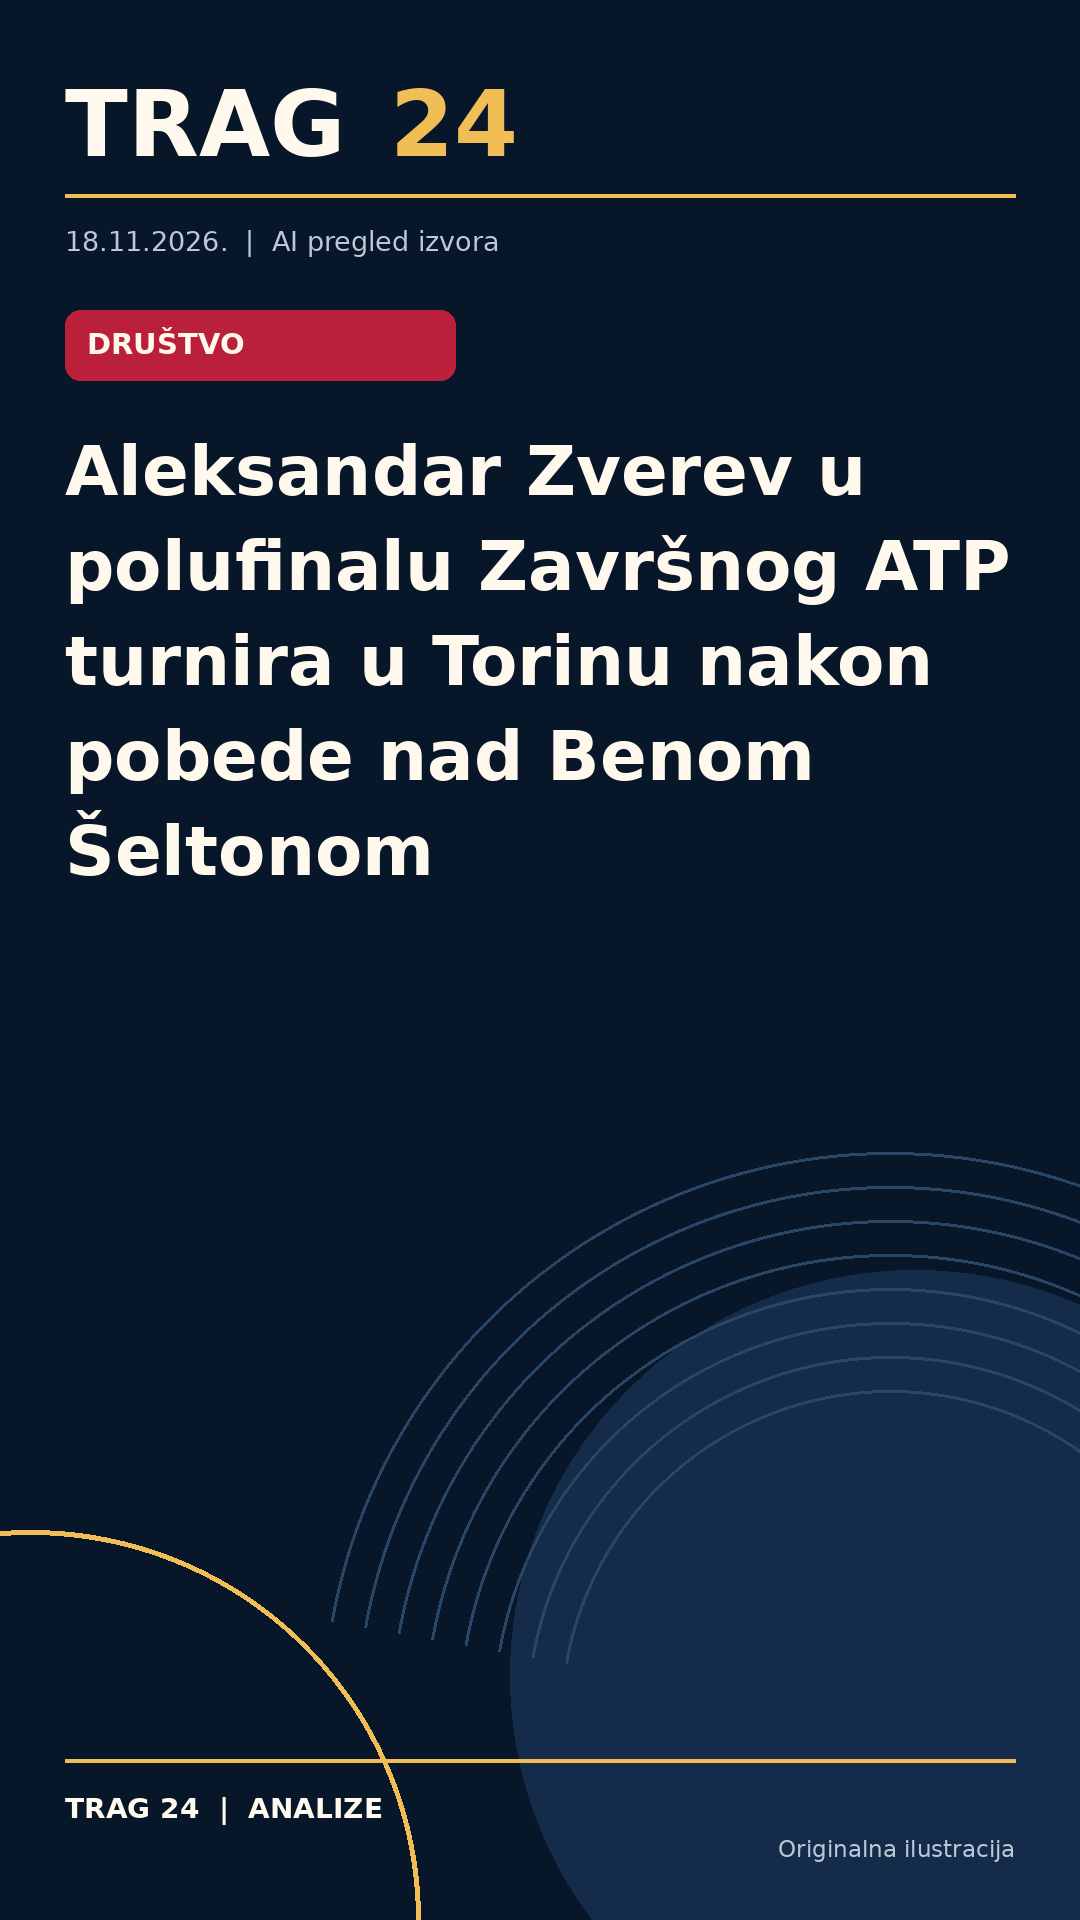 TRAG 24
18.11.2026. | AI pregled izvora
DRUŠTVO
Aleksandar Zverev u
polufinalu Završnog ATP
turnira u Torinu nakon
pobede nad Benom
Šeltonom
TRAG 24 | ANALIZE
Originalna ilustracija